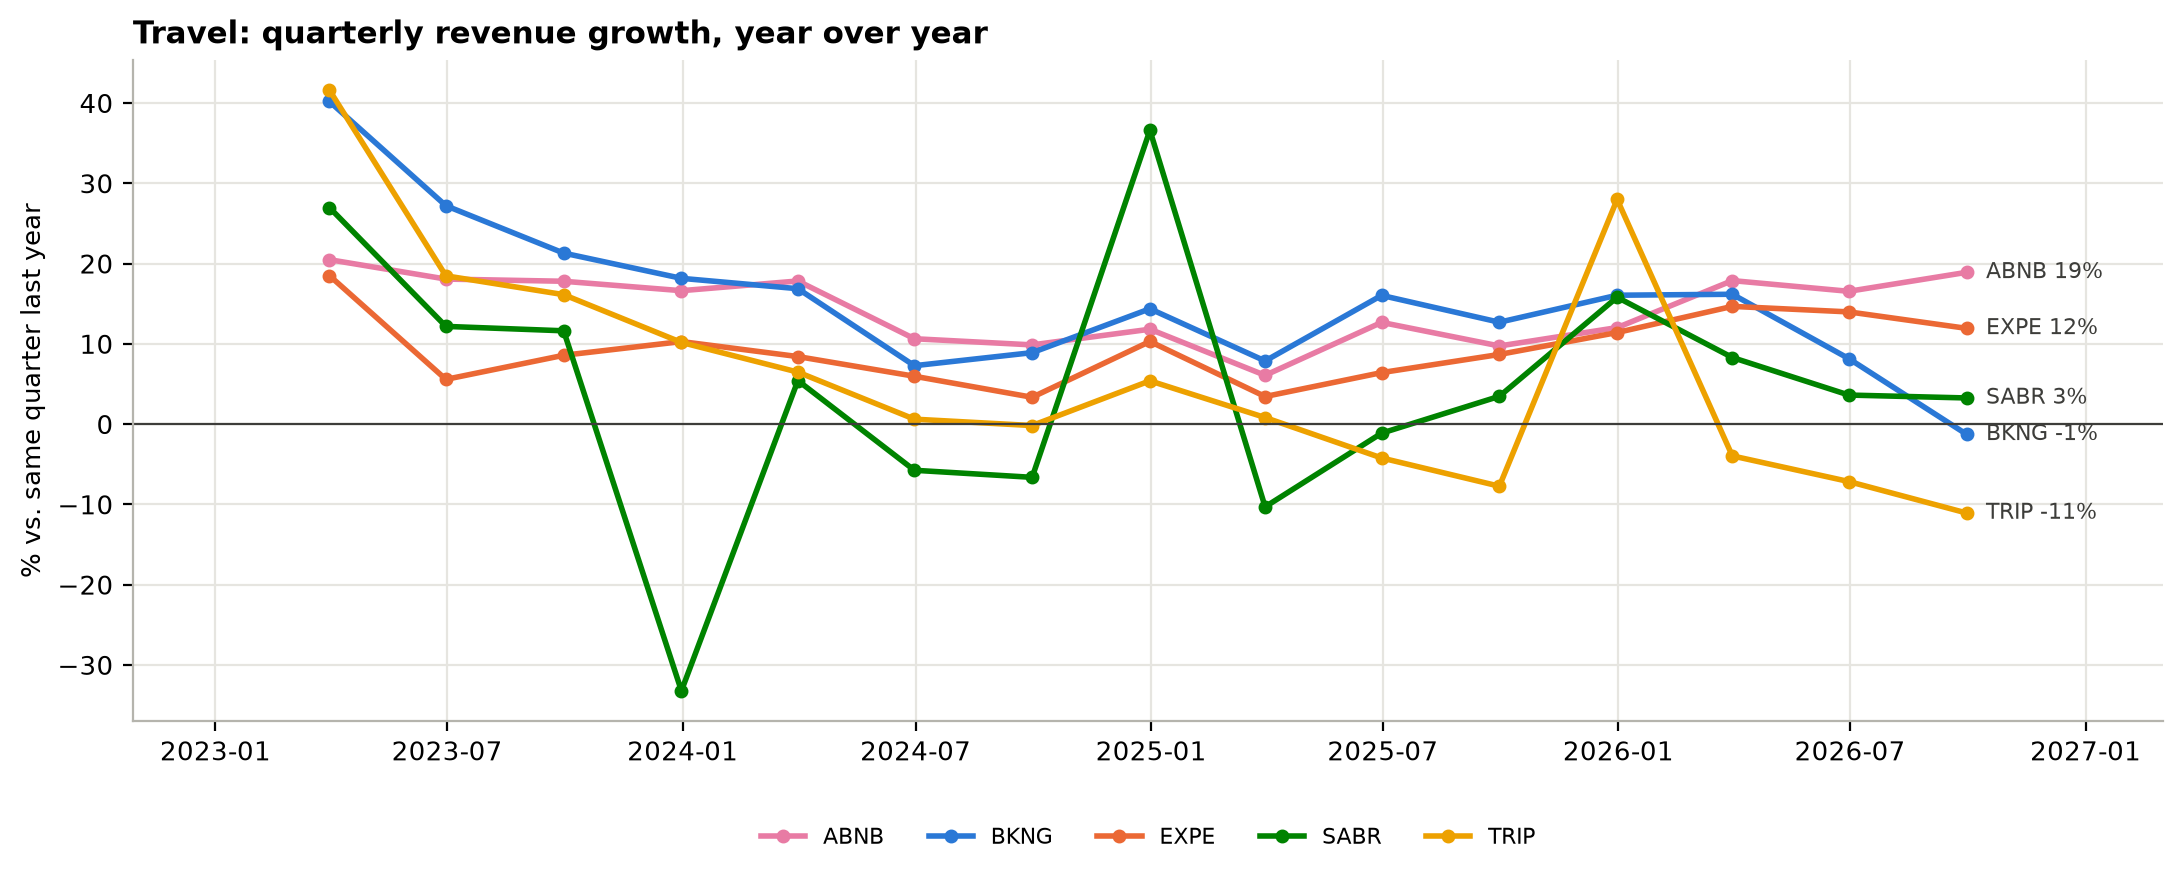 Travel: quarterly revenue growth, year over year
% vs. same quarter last year
40
30
20
10
0
−10
−20
−30
ABNB 19%
EXPE 12%
SABR 3%
BKNG -1%
TRIP -11%
2023-01 2023-07 2024-01 2024-07 2025-01 2025-07 2026-01 2026-07 2027-01
ABNB BKNG EXPE SABR TRIP